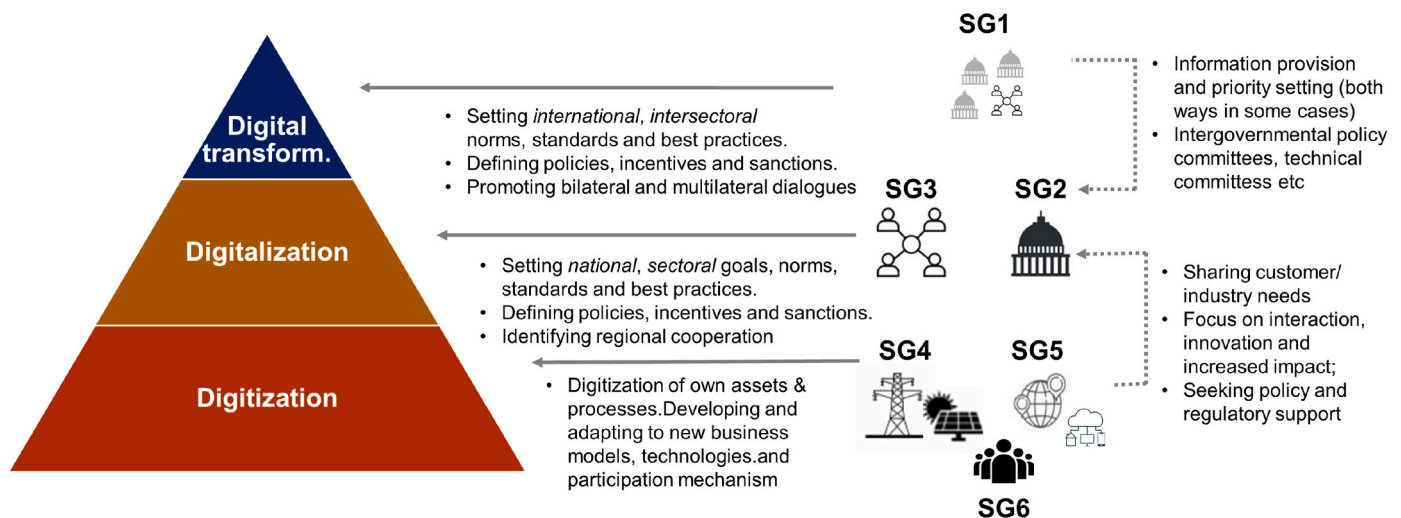 SG1
Digital
transform.
• Setting international, intersectoral
norms, standards and best practices.
• Defining policies, incentives and sanctions.
• Promoting bilateral and multilateral dialogues
• Information provision
and priority setting (both
ways in some cases)
• Intergovernmental policy
committees, technical
committess etc
SG3
SG2
Digitalization
• Setting national, sectoral goals, norms,
standards and best practices.
• Defining policies, incentives and sanctions.
• Identifying regional cooperation
• Sharing customer/
industry needs
• Focus on interaction,
innovation and
increased impact;
• Seeking policy and
regulatory support
SG4
SG5
Digitization
• Digitization of own assets &
processes.Developing and
adapting to new business
models, technologies.and
participation mechanism
SG6